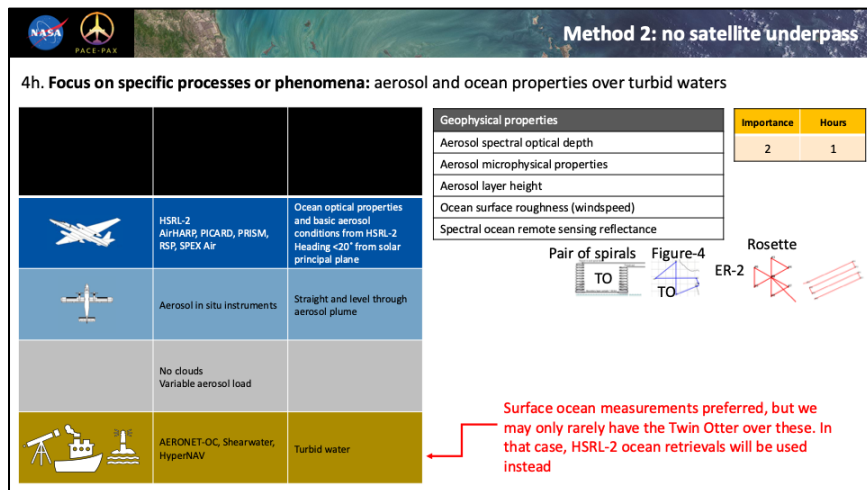 NASA
PACE-PAX
Method 2: no satellite underpass
4h. Focus on specific processes or phenomena: aerosol and ocean properties over turbid waters
HSRL-2
AirHARP, PICARD, PRISM,
RSP, SPEX Air
Ocean optical properties
and basic aerosol
conditions from HSRL-2
Heading <20° from solar
principal plane
Aerosol in situ instruments
Straight and level through
aerosol plume
No clouds
Variable aerosol load
AERONET-OC, Shearwater,
HyperNAV
Turbid water
Geophysical properties
Aerosol spectral optical depth
Aerosol microphysical properties
Aerosol layer height
Ocean surface roughness (windspeed)
Spectral ocean remote sensing reflectance
Importance Hours
2 1
Pair of spirals
TO
Figure-4
TO
ER-2
Rosette
Surface ocean measurements preferred, but we
may only rarely have the Twin Otter over these. In
that case, HSRL-2 ocean retrievals will be used
instead